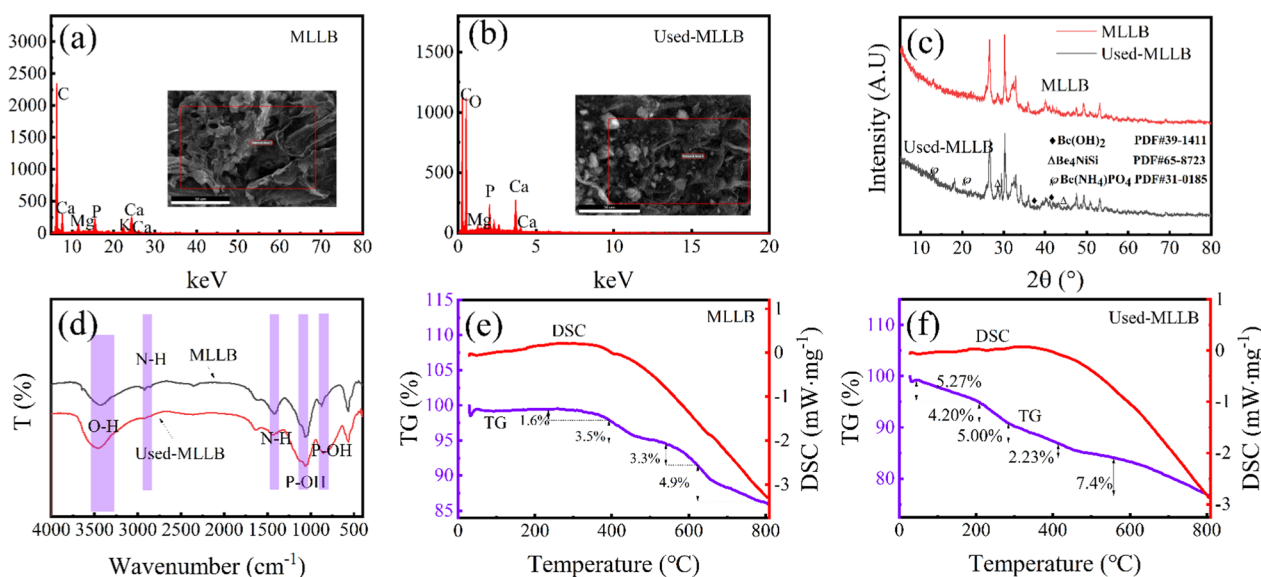 (a)
MLLB
3000
2500
2000
1500
1000
500
0
C
Ca
Mg
P
K
Ca
Ca
10
20
30
40
50
60
70
80
keV
(b)
Used-MLLB
1500
1000
500
0
C
O
Mg
P
Ca
Ca
0
5
10
15
20
keV
(c)
MLLB
Used-MLLB
MLLB
Used-MLLB
♦Be(OH)2 PDF#39-1411
ΔBe4NiSi PDF#65-8723
℘Be(NH4)PO4 PDF#31-0185
Intensity (A.U)
10
20
30
40
50
60
70
80
2θ (°)
(d)
N-H
MLLB
O-H
Used-MLLB
N-H
P-OH
P-OH
T (%)
4000 3500 3000 2500 2000 1500 1000 500
Wavenumber (cm-1)
(e)
MLLB
DSC
TG
1.6%
3.5%
3.3%
4.9%
115
110
105
100
95
90
85
TG (%)
1
0
-1
-2
-3
DSC (mW·mg-1)
0
200
400
600
800
Temperature (℃)
(f)
Used-MLLB
DSC
5.27%
4.20%
TG
5.00%
2.23%
7.4%
110
100
90
80
TG (%)
1
0
-1
-2
-3
DSC (mW·mg-1)
0
200
400
600
800
Temperature (℃)